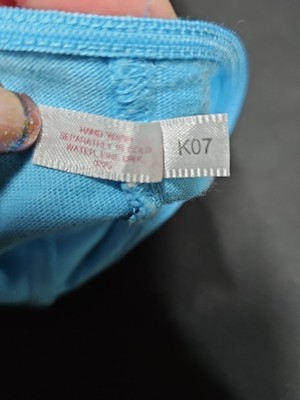 HAND WASH
SEPARATELY IN COLD
WATER, LINE DRY.
K07